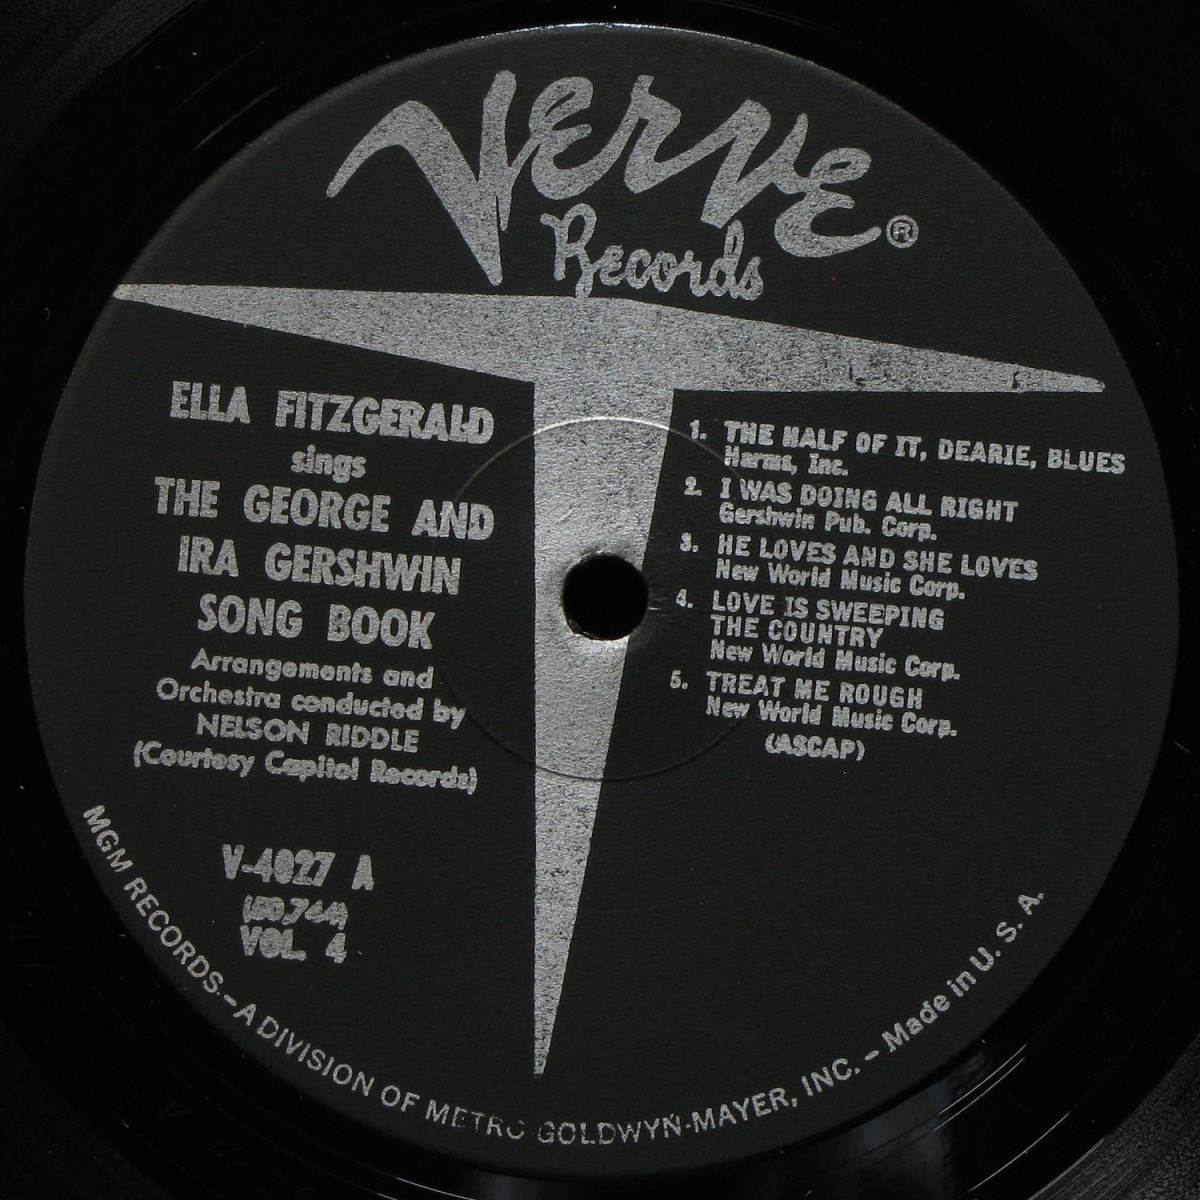 Verve ®
Records
ELLA FITZGERALD
sings
THE GEORGE AND
IRA GERSHWIN
SONG BOOK
Arrangements and
Orchestra conducted by
NELSON RIDDLE
(Courtesy Capitol Records)
V-4027 A
VOL. 4
1. THE HALF OF IT, DEARIE, BLUES
Harms, Inc.
2. I WAS DOING ALL RIGHT
Gershwin Pub. Corp.
3. HE LOVES AND SHE LOVES
New World Music Corp.
4. LOVE IS SWEEPING
THE COUNTRY
New World Music Corp.
5. TREAT ME ROUGH
New World Music Corp.
(ASCAP)
MGM RECORDS – A DIVISION OF METRO-GOLDWYN-MAYER, INC. – Made in U. S. A.